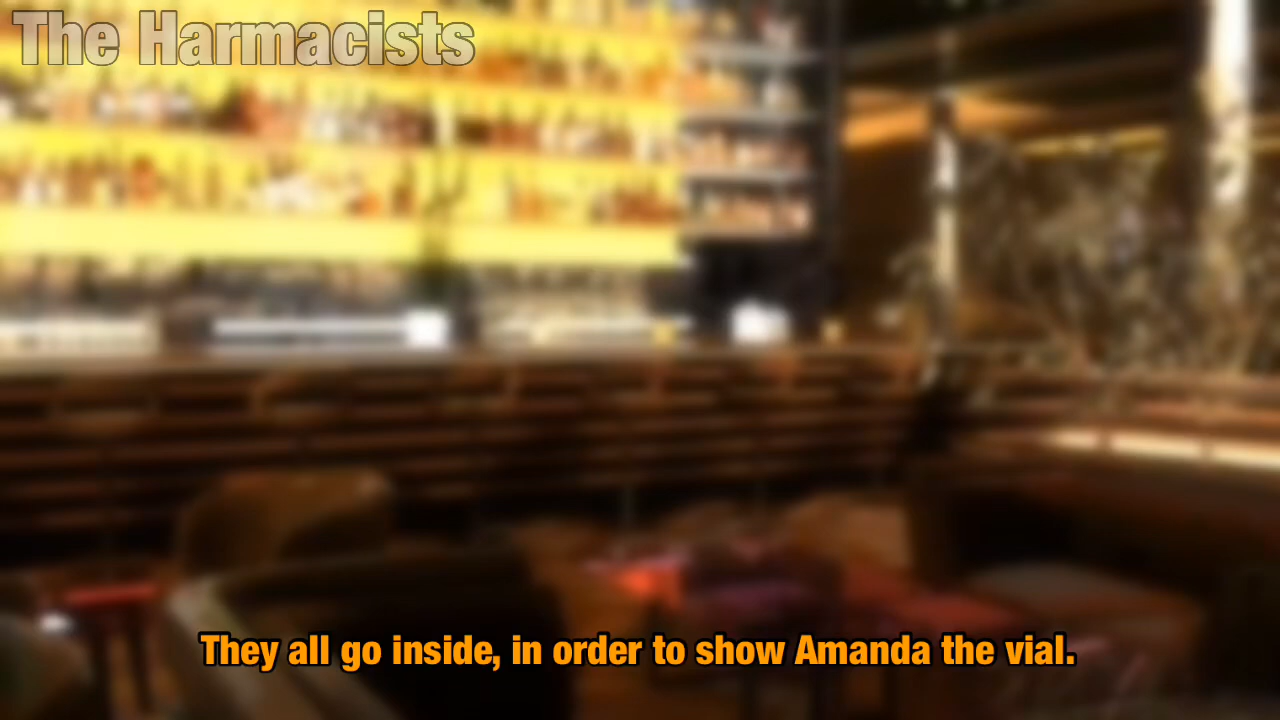 The Harmacists
They all go inside, in order to show Amanda the vial.